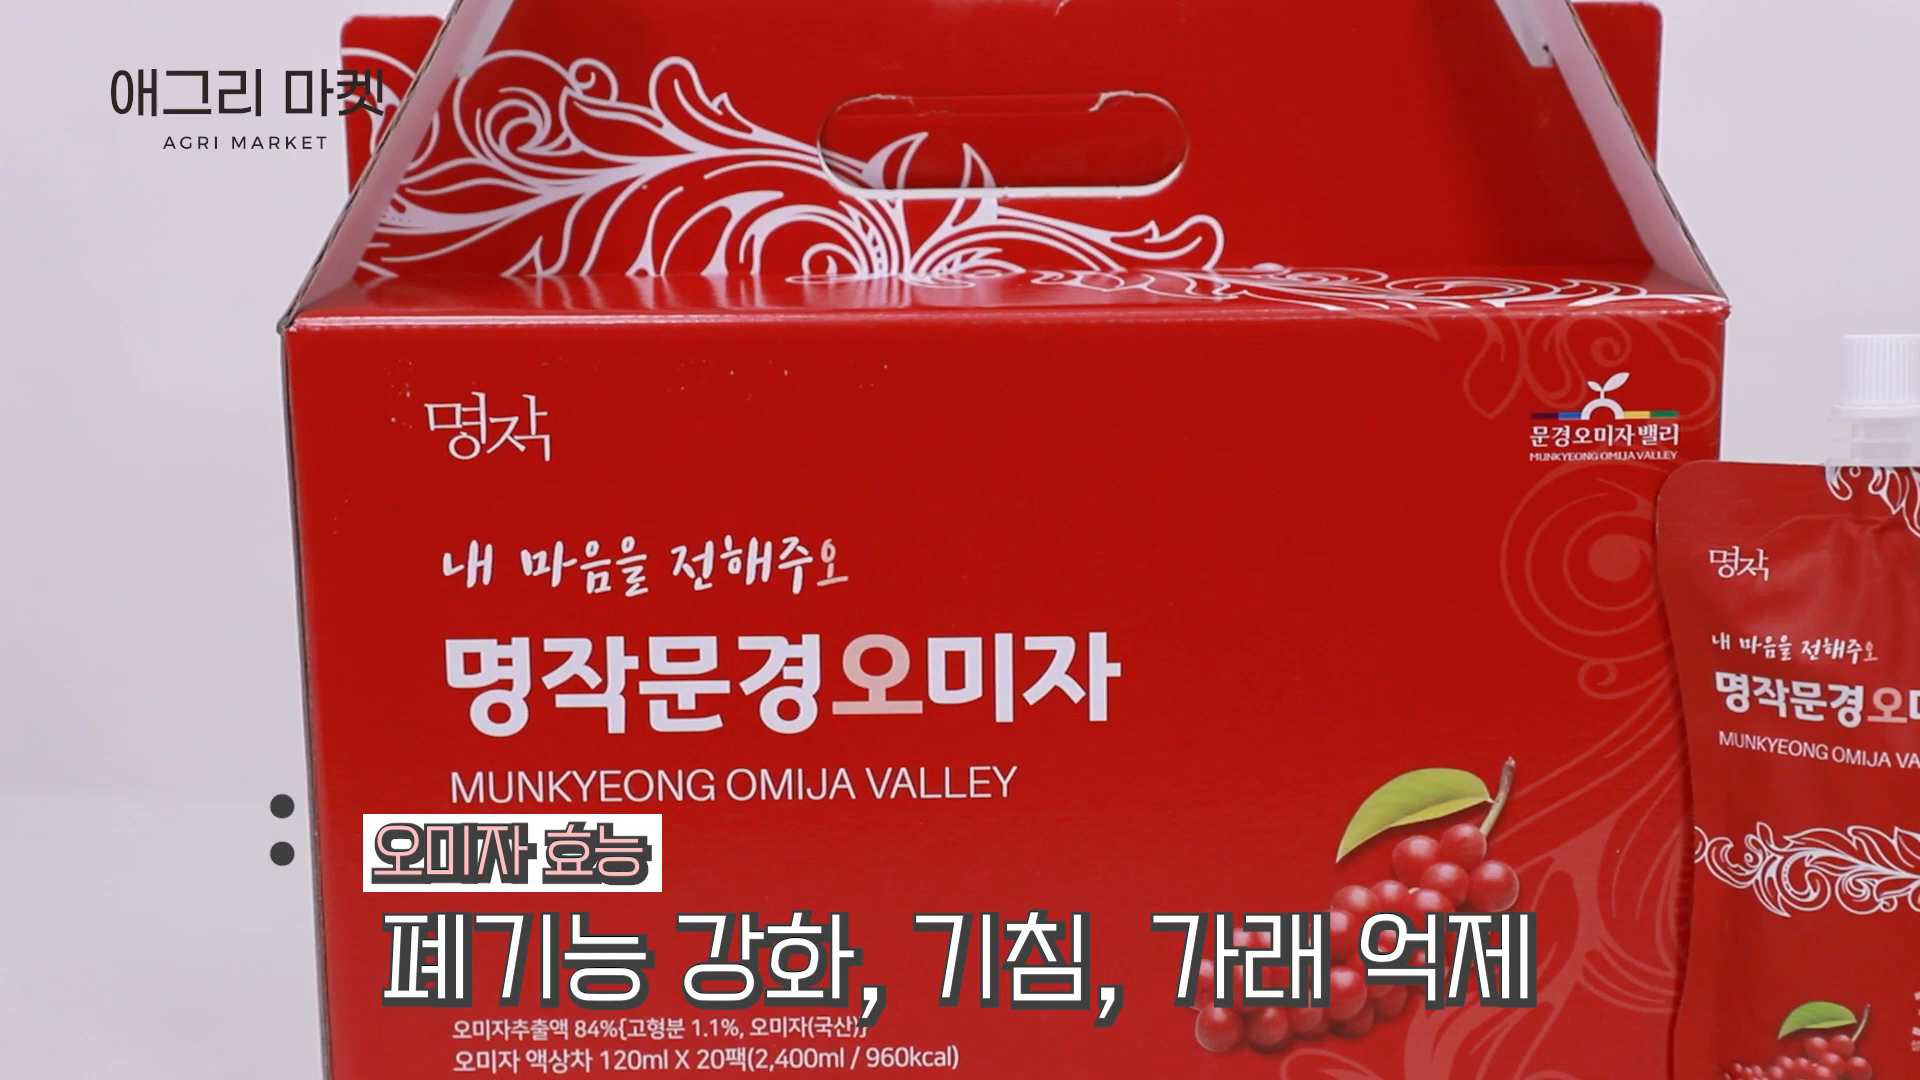 애그리 마켓
AGRI MARKET
명작
문경오미자밸리
MUNKYEONG OMIJA VALLEY
내 마음을 전해주오
명작문경오미자
MUNKYEONG OMIJA VALLEY
오미자 효능
폐기능 강화, 기침, 가래 억제
오미자추출액 84%{고형분 1.1%, 오미자(국산)}
오미자 액상차 120ml X 20팩(2,400ml / 960kcal)
명작
내 마음을 전해주오
명작문경오
MUNKYEONG OMIJA VA